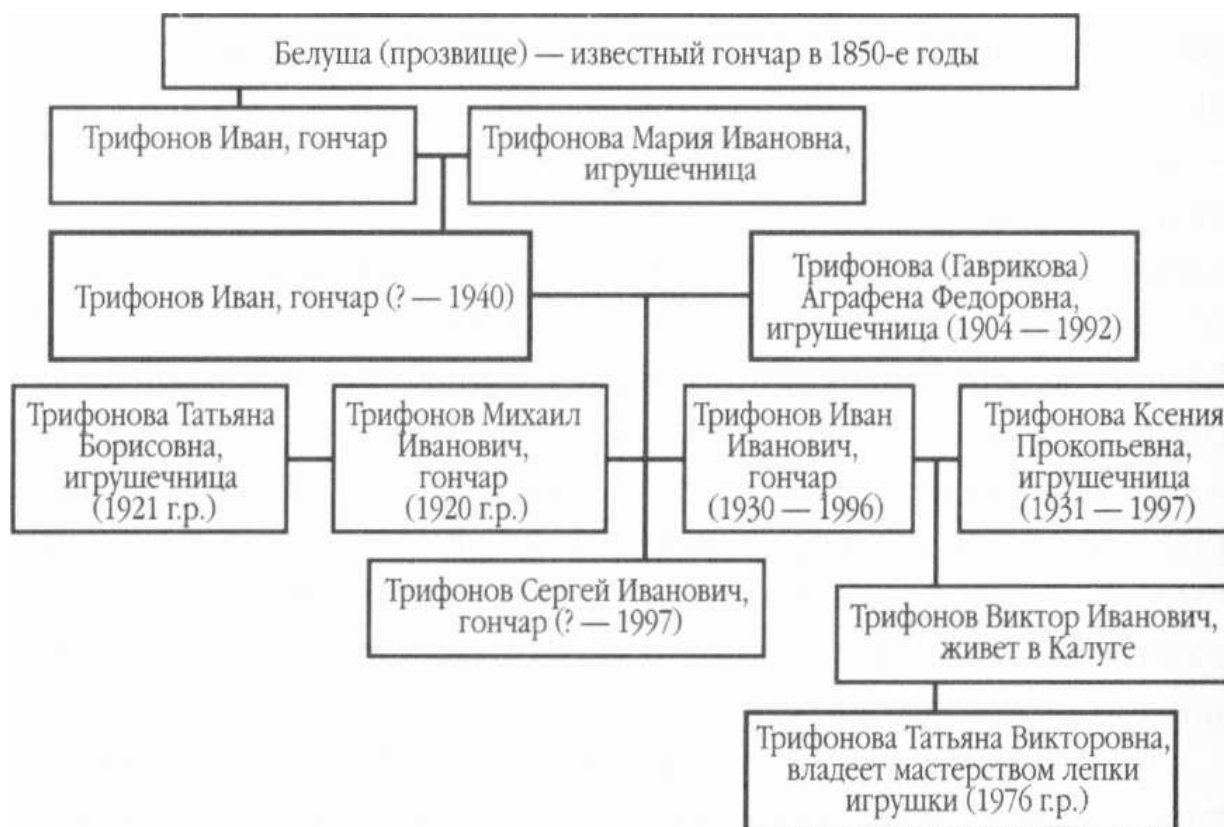 Белуша (прозвище) — известный гончар в 1850-е годы
Трифонов Иван, гончар
Трифонова Мария Ивановна,
игрушечница
Трифонов Иван, гончар (? — 1940)
Трифонова (Гаврикова)
Аграфена Федоровна,
игрушечница (1904 — 1992)
Трифонова Татьяна
Борисовна,
игрушечница
(1921 г.р.)
Трифонов Михаил
Иванович,
гончар
(1920 г.р.)
Трифонов Иван
Иванович,
гончар
(1930 — 1996)
Трифонова Ксения
Прокопьевна,
игрушечница
(1931 — 1997)
Трифонов Сергей Иванович,
гончар (? — 1997)
Трифонов Виктор Иванович,
живет в Калуге
Трифонова Татьяна Викторовна,
владеет мастерством лепки
игрушки (1976 г.р.)